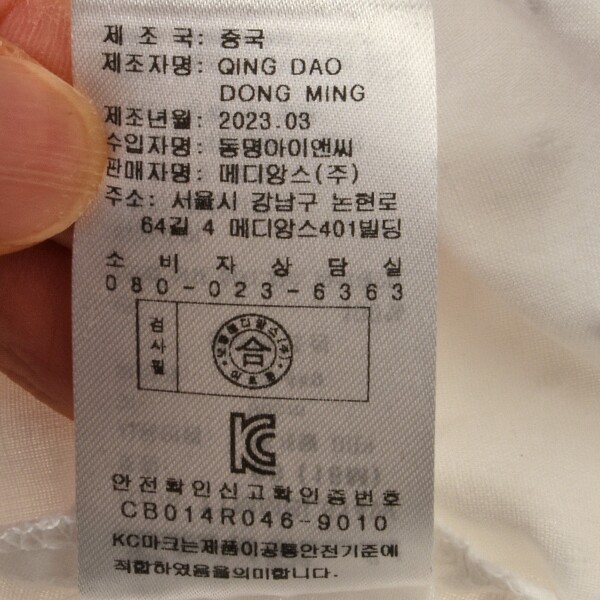 제 조 국: 중국
제조자명: QING DAO
DONG MING
제조년월: 2023.03
수입자명: 동명아이앤씨
판매자명: 메디앙스(주)
주소: 서울시 강남구 논현로
64길 4 메디앙스401빌딩
소 비 자 상 담 실
080-023-6363
검사필
合
KC
안전확인신고확인증번호
CB014R046-9010
KC마크는제품이공통안전기준에
적합하였음을의미합니다.